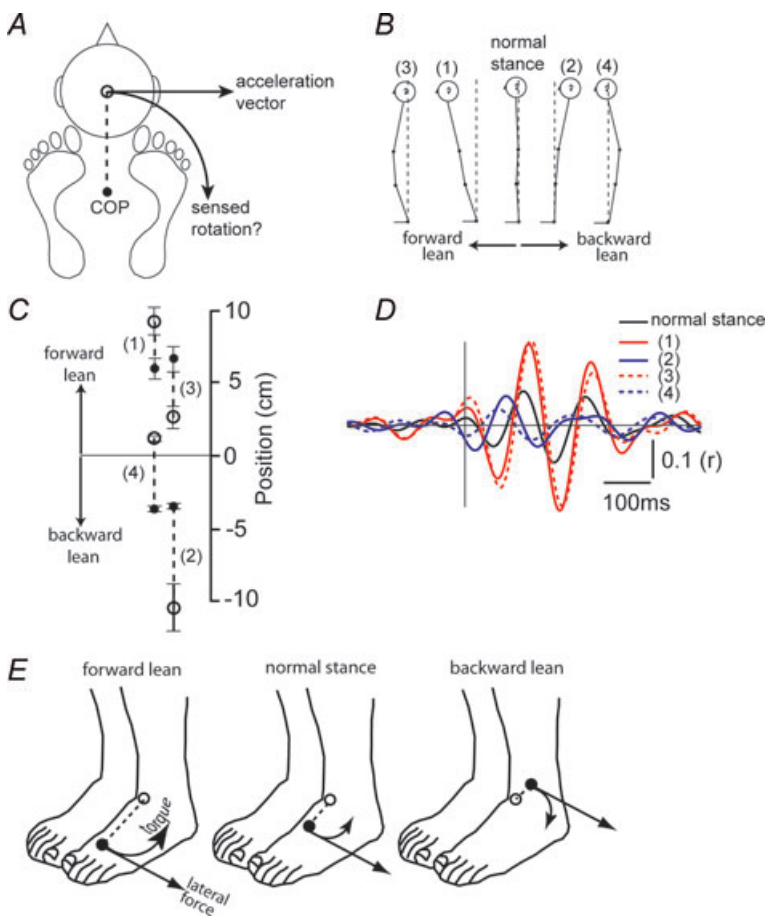 A
acceleration
vector
COP
sensed
rotation?
B
normal
stance
(3) (1) (2) (4)
forward
lean
backward
lean
C
forward
lean
backward
lean
(1)
(3)
(4)
(2)
10
5
0
-5
-10
Position (cm)
D
normal stance
(1)
(2)
(3)
(4)
0.1 (r)
100ms
E
forward lean
normal stance
backward lean
torque
lateral
force